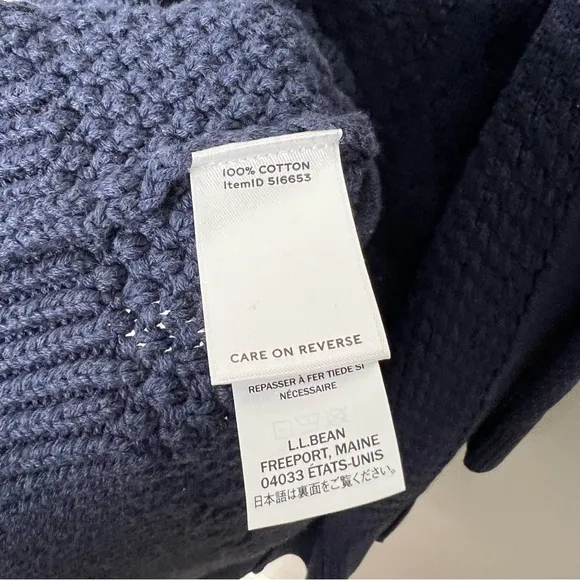 100% COTTON
ItemID 516653
CARE ON REVERSE
REPASSER À FER TIEDE SI
NÉCESSAIRE
L.L.BEAN
FREEPORT, MAINE
04033 ÉTATS-UNIS
日本語は裏面をご覧ください。